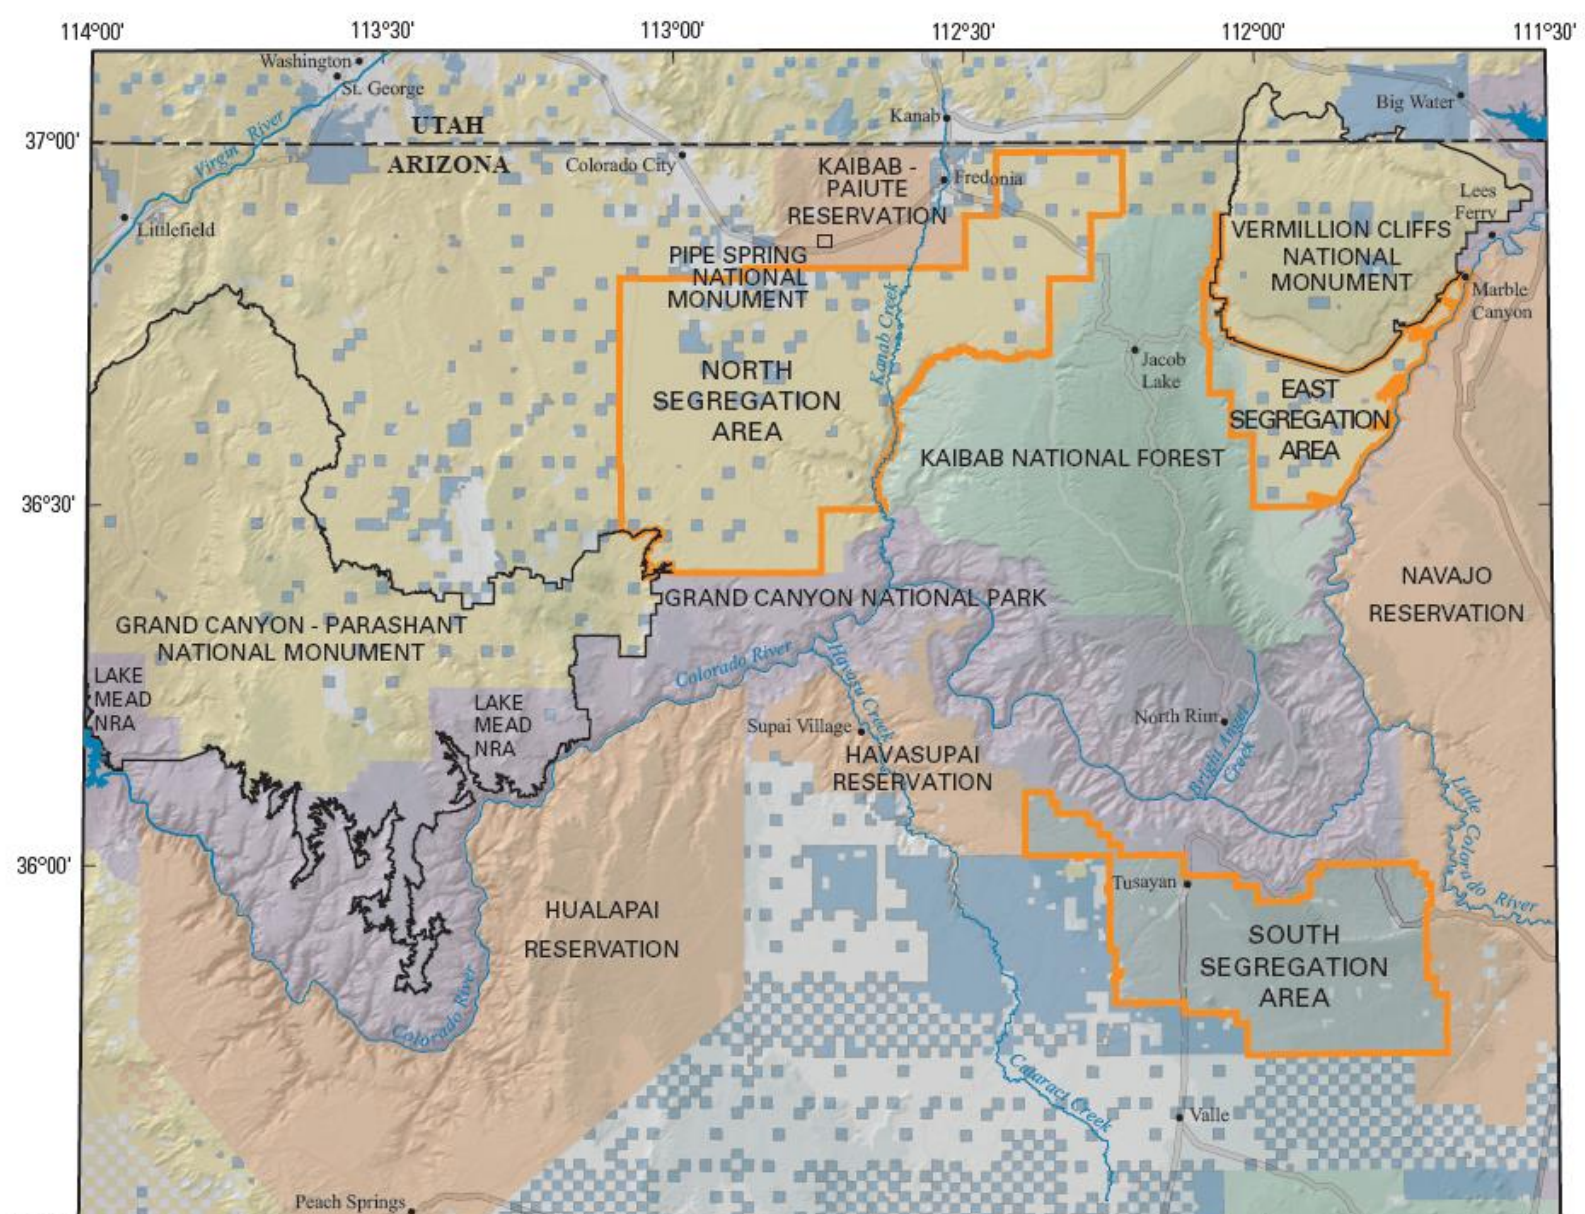 114°00'
113°30'
113°00'
112°30'
112°00'
111°30'
Washington
St. George
Virgin River
UTAH
ARIZONA
37°00'
Colorado City
Kanab
Fredonia
Big Water
Lees
Ferry
Littlefield
KAIBAB -
PAIUTE
RESERVATION
PIPE SPRING
NATIONAL
MONUMENT
VERMILLION CLIFFS
NATIONAL
MONUMENT
Marble
Canyon
Kanab Creek
Jacob
Lake
NORTH
SEGREGATION
AREA
EAST
SEGREGATION
AREA
KAIBAB NATIONAL FOREST
36°30'
NAVAJO
RESERVATION
GRAND CANYON NATIONAL PARK
GRAND CANYON - PARASHANT
NATIONAL MONUMENT
LAKE
MEAD
NRA
LAKE
MEAD
NRA
Colorado River
Havasu Creek
Supai Village
HAVASUPAI
RESERVATION
North Rim
Bright Angel
Creek
Little Colorado River
36°00'
Tusayan
HUALAPAI
RESERVATION
SOUTH
SEGREGATION
AREA
Colorado River
Cataract Creek
Valle
Peach Springs